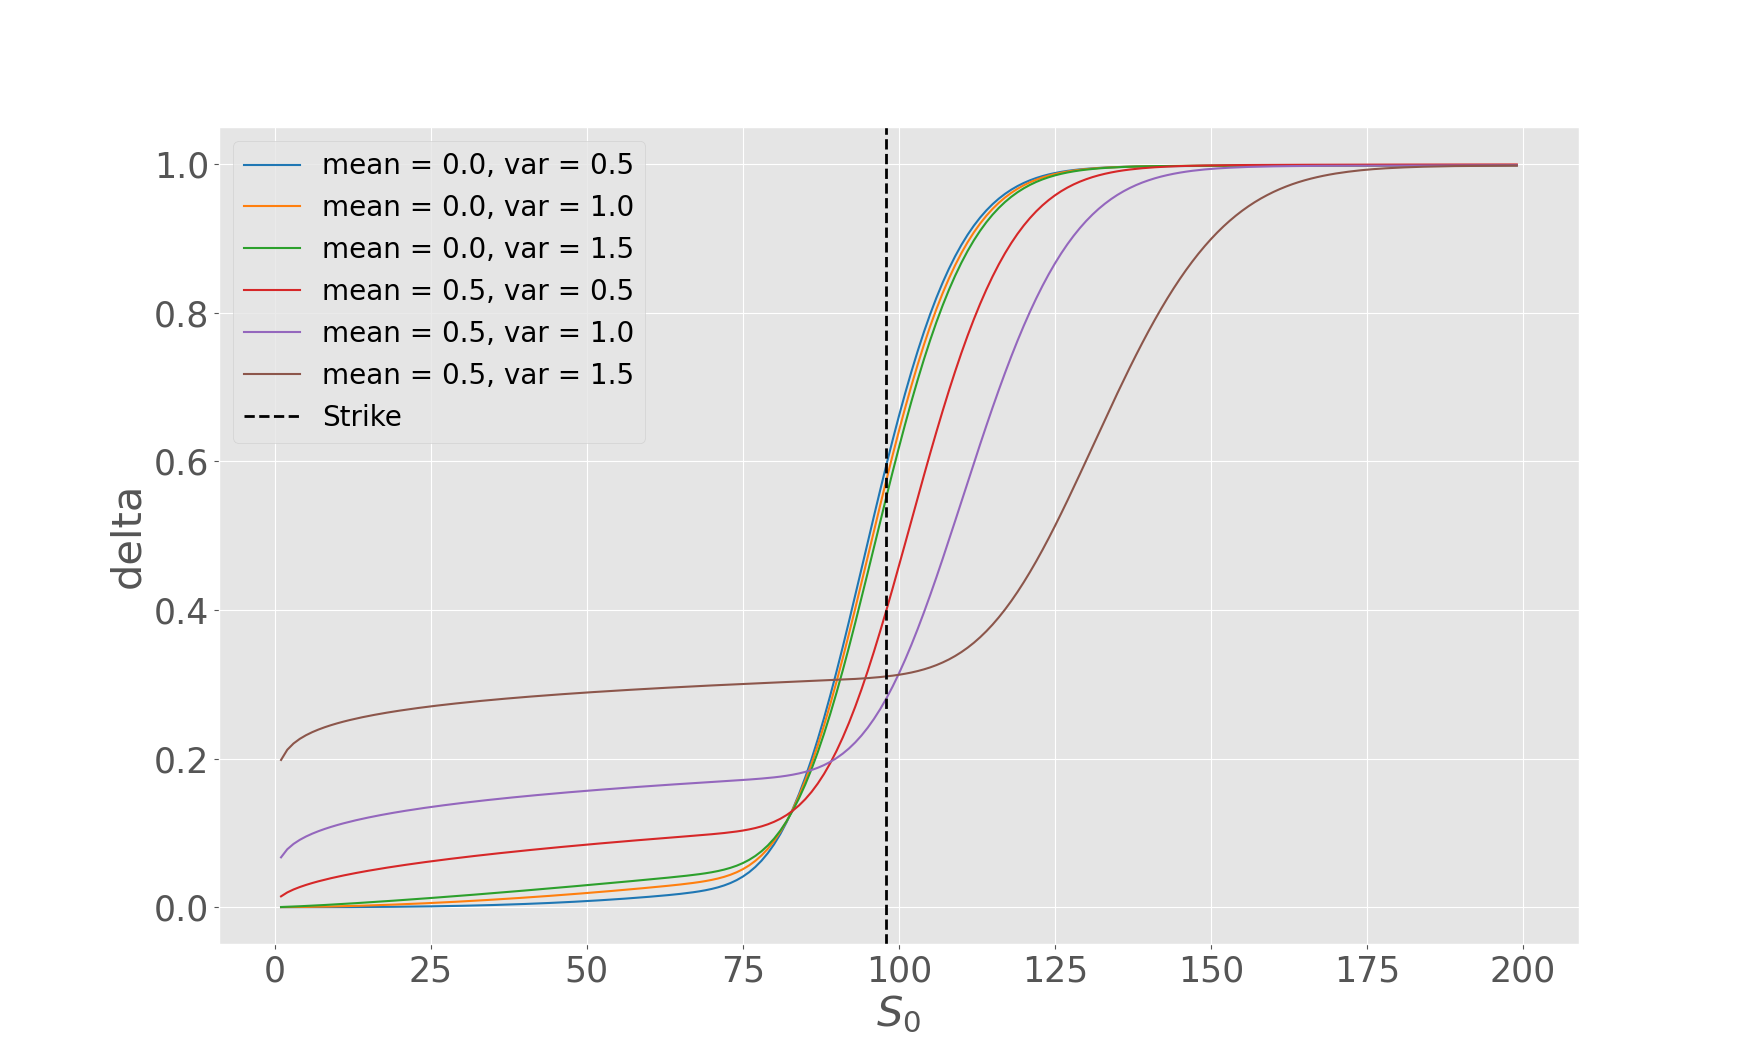 mean = 0.0, var = 0.5
mean = 0.0, var = 1.0
mean = 0.0, var = 1.5
mean = 0.5, var = 0.5
mean = 0.5, var = 1.0
mean = 0.5, var = 1.5
Strike
1.0
0.8
0.6
0.4
0.2
0.0
delta
0 25 50 75 100 125 150 175 200
S₀